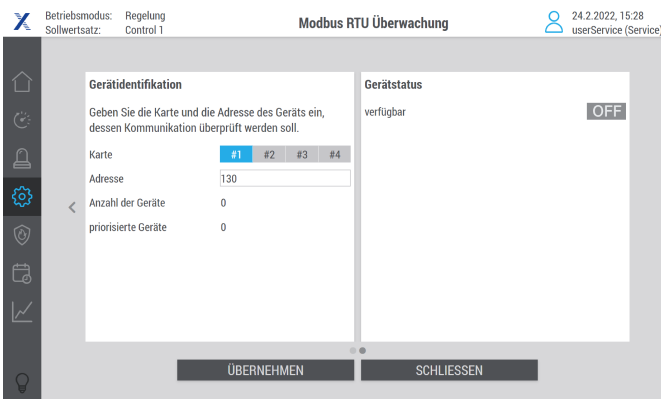 Betriebsmodus: Regelung
Sollwertsatz: Control 1
Modbus RTU Überwachung
24.2.2022, 15:28
userService (Service)
Gerätidentifikation
Geben Sie die Karte und die Adresse des Geräts ein,
dessen Kommunikation überprüft werden soll.
Karte #1 #2 #3 #4
Adresse 130
Anzahl der Geräte 0
priorisierte Geräte 0
Gerätstatus
verfügbar OFF
ÜBERNEHMEN SCHLIESSEN